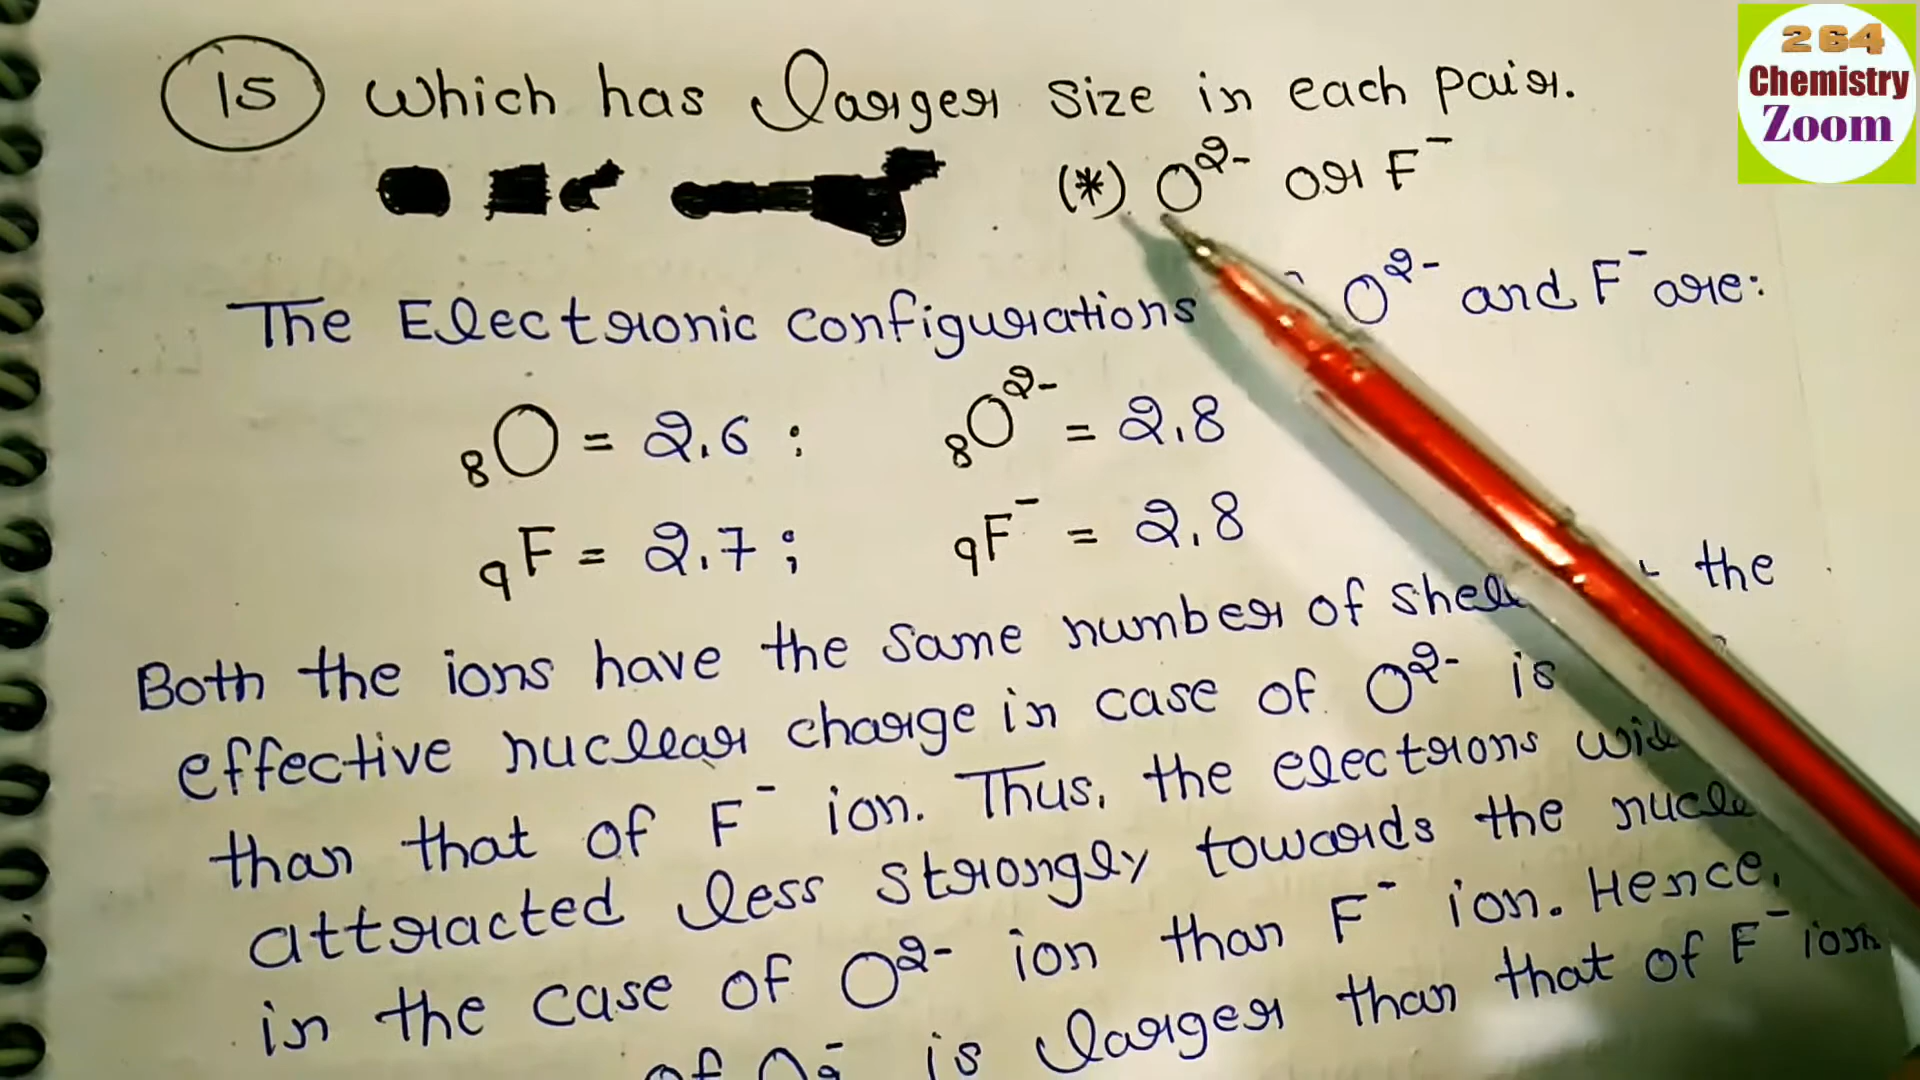 264
Chemistry
Zoom
15 Which has larger size in each pair.
(*) O²⁻ or F⁻
The Electronic configurations O²⁻ and F⁻ are:
₈O = 2.6 ; ₈O²⁻ = 2.8
₉F = 2.7 ; ₉F⁻ = 2.8
Both the ions have the same number of the
effective nuclear charge in case of O²⁻ is
than that of F⁻ ion. Thus, the electrons
attracted less strongly towards the
in the case of O²⁻ ion than F⁻ ion. Hence,
of is larger than that of F⁻ ion